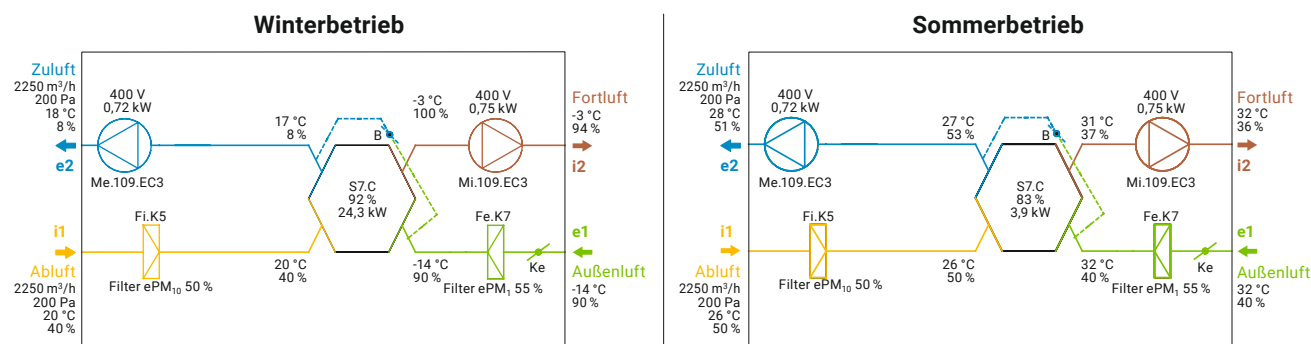 Winterbetrieb
Zuluft
2250 m³/h
200 Pa
18 °C
8 %
e2
400 V
0,72 kW
Me.109.EC3
17 °C
8 %
-3 °C
100 %
B
400 V
0,75 kW
Mi.109.EC3
Fortluft
-3 °C
94 %
i2
S7.C
92 %
24,3 kW
i1
Abluft
2250 m³/h
200 Pa
20 °C
40 %
Fi.K5
Filter ePM₁₀ 50 %
20 °C
40 %
-14 °C
90 %
Fe.K7
Filter ePM₁ 55 %
Ke
e1
Außenluft
-14 °C
90 %
Sommerbetrieb
Zuluft
2250 m³/h
200 Pa
28 °C
51 %
e2
400 V
0,72 kW
Me.109.EC3
27 °C
53 %
B
31 °C
37 %
400 V
0,75 kW
Mi.109.EC3
Fortluft
32 °C
36 %
i2
S7.C
83 %
3,9 kW
i1
Abluft
2250 m³/h
200 Pa
26 °C
50 %
Fi.K5
Filter ePM₁₀ 50 %
26 °C
50 %
32 °C
40 %
Fe.K7
Filter ePM₁ 55 %
Ke
e1
Außenluft
32 °C
40 %